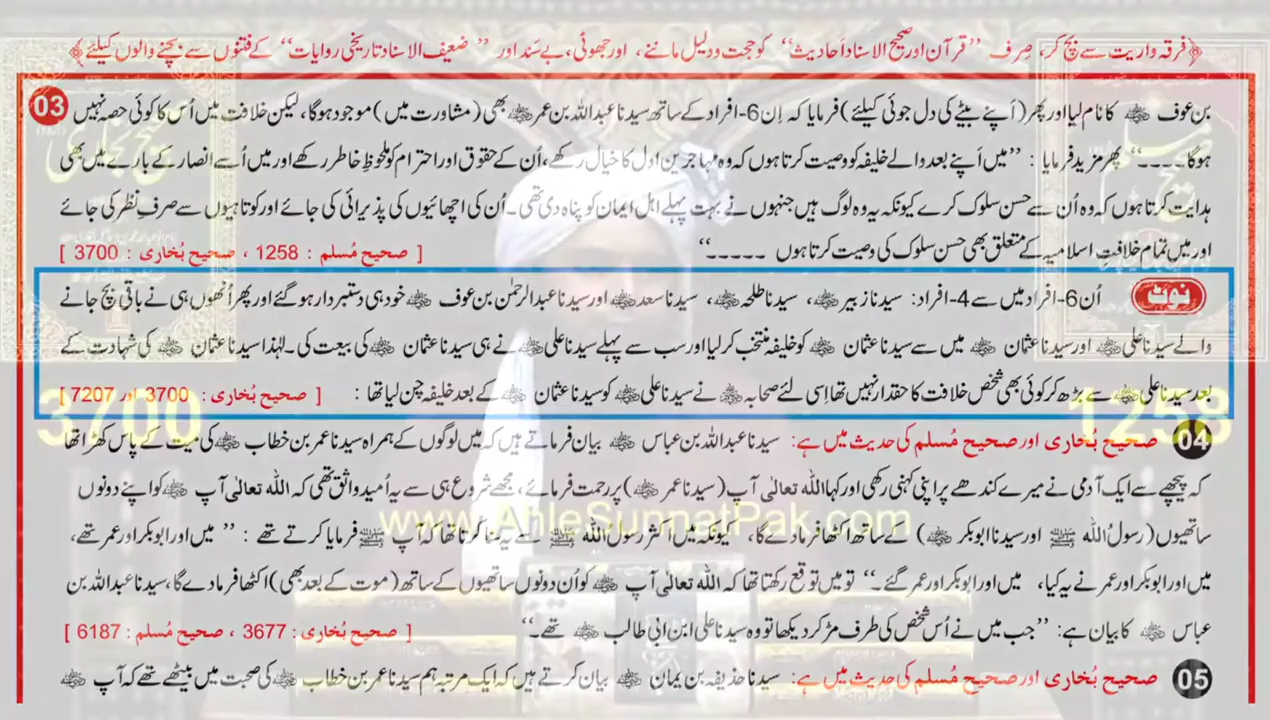 ﴿فرقہ واریت سے بچ کر، صرف ’’قرآن اور صحیح الاسناد اَحادیث‘‘ کو حجت و دلیل ماننے، اور جھوٹی، بے سَند اور ’’ضعیف الاسناد تاریخی روایات‘‘ کے فتنوں سے بچنے والوں کیلئے﴾
03
بن عوف ﷛ کا نام لیا اور پھر (اَپنے بیٹے کی دل جوئی کیلئے) فرمایا کہ اِن 6-افراد کے ساتھ سیدنا عبداللہ بن عمر ﷛ بھی (مشاورت میں) موجود ہوگا، لیکن خلافت میں اُس کا کوئی حصہ نہیں
ہوگا۔۔۔۔‘‘ پھر مزید فرمایا : ’’میں اَپنے بعد والے خلیفہ کو وصیت کرتا ہوں کہ وہ مہاجرین اول کا خیال رکھے، اُن کے حقوق اور احترام کو ملحوظِ خاطر رکھے اور میں اُسے انصار کے بارے میں بھی
ہدایت کرتا ہوں کہ وہ اُن سے حسن سلوک کرے کیونکہ یہ وہ لوگ ہیں جنہوں نے بہت پہلے اہل ایمان کو پناہ دی تھی۔ اُن کی اچھائیوں کی پذیرائی کی جائے اور کوتاہیوں سے صرفِ نظر کی جائے
اور میں تمام خلافتِ اسلامیہ کے متعلق بھی حسن سلوک کی وصیت کرتا ہوں ۔۔۔۔۔‘‘ [ صحیح مُسلم : 1258 ، صحیح بُخاری : 3700 ]
نوٹ اُن 6-افراد میں سے 4-افراد: سیدنا زبیر ﷛، سیدنا طلحہ ﷛، سیدنا سعد ﷛ اور سیدنا عبدالرحمٰن بن عوف ﷛ خود ہی دستبردار ہوگئے اور پھر اُنھوں ہی نے باقی بچ جانے
والے سیدنا علی ﷛ اور سیدنا عثمان ﷛ میں سے سیدنا عثمان ﷛ کو خلیفہ منتخب کرلیا اور سب سے پہلے سیدنا علی ﷛ نے ہی سیدنا عثمان ﷛ کی بیعت کی۔ لہٰذا سیدنا عثمان ﷛ کی شہادت کے
بعد سیدنا علی ﷛ سے بڑھ کر کوئی بھی شخص خلافت کا حقدار نہیں تھا اسی لئے صحابہ ﷛ نے سیدنا علی ﷛ کو سیدنا عثمان ﷛ کے بعد خلیفہ چن لیا تھا : [ صحیح بُخاری : 3700 اور 7207 ]
3700
1258
04 صحیح بُخاری اور صحیح مُسلم کی حدیث میں ہے: سیدنا عبداللہ بن عباس ﷛ بیان فرماتے ہیں کہ میں لوگوں کے ہمراہ سیدنا عمر بن خطاب ﷛ کی میت کے پاس کھڑا تھا
کہ پیچھے سے ایک آدمی نے میرے کندھے پر اپنی کہنی رکھی اور کہا اللہ تعالیٰ آپ (سیدنا عمر ﷛) پر رحمت فرمائے، مجھے شروع ہی سے یہ اُمید واثق تھی کہ اللہ تعالیٰ آپ ﷛ کو اپنے دونوں
www.AhleSunnatPak.com
ساتھیوں (رسولُ اللہ ﷺ اور سیدنا ابوبکر ﷛) کے ساتھ اکٹھا فرمادے گا، کیونکہ میں اکثر رسولُ اللہ ﷺ سے یہ سنا کرتا تھا کہ آپ ﷺ فرمایا کرتے تھے : ’’میں اور ابوبکر اور عمر تھے،
میں اور ابوبکر اور عمر نے یہ کیا، میں اور ابوبکر اور عمر گئے۔‘‘ تو میں توقع رکھتا تھا کہ اللہ تعالیٰ آپ ﷛ کو اُن دونوں ساتھیوں کے ساتھ (موت کے بعد بھی) اکٹھا فرما دے گا، سیدنا عبداللہ بن
عباس ﷛ کا بیان ہے: ’’جب میں نے اُس شخص کی طرف مڑ کر دیکھا تو وہ سیدنا علی ابن ابی طالب ﷛ تھے۔‘‘ [ صحیح بُخاری : 3677 ، صحیح مُسلم : 6187 ]
05 صحیح بُخاری اور صحیح مُسلم کی حدیث میں ہے: سیدنا حذیفہ بن یمان ﷛ بیان کرتے ہیں کہ ایک مرتبہ ہم سیدنا عمر بن خطاب ﷛ کی صحبت میں بیٹھے تھے کہ آپ ﷛